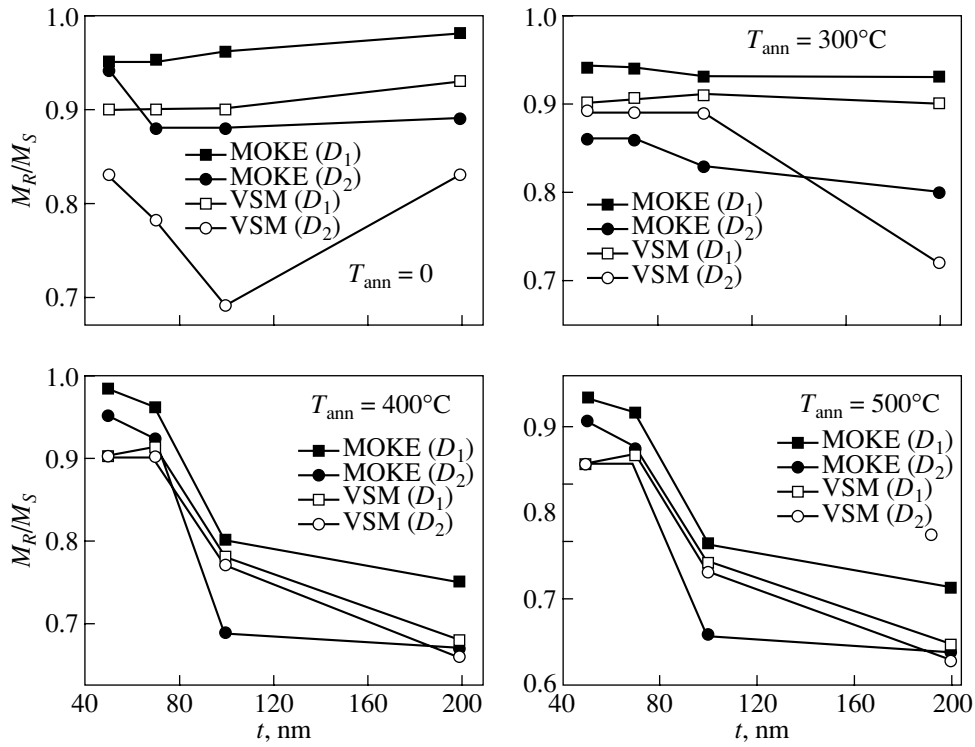 1.0
0.9
0.8
0.7
M_R/M_S
MOKE (D_1)
MOKE (D_2)
VSM (D_1)
VSM (D_2)
T_ann = 0
1.0
0.9
0.8
0.7
T_ann = 300°C
MOKE (D_1)
MOKE (D_2)
VSM (D_1)
VSM (D_2)
1.0
0.9
0.8
0.7
M_R/M_S
T_ann = 400°C
MOKE (D_1)
MOKE (D_2)
VSM (D_1)
VSM (D_2)
40 80 120 160 200
t, nm
0.9
0.8
0.7
0.6
T_ann = 500°C
MOKE (D_1)
MOKE (D_2)
VSM (D_1)
VSM (D_2)
40 80 120 160 200
t, nm